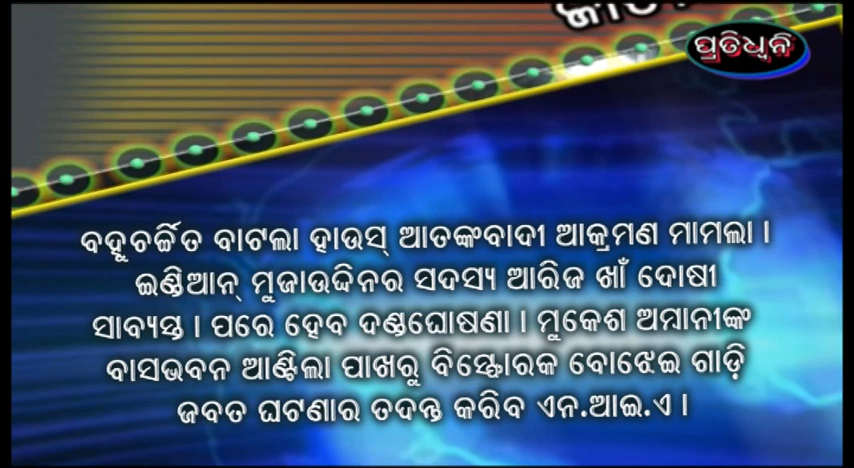 ପ୍ରତିଧ୍ୱନି
ବହୁଚର୍ଚ୍ଚିତ ବାଟଲା ହାଉସ୍ ଆତଙ୍କବାଦୀ ଆକ୍ରମଣ ମାମଲା ।
ଇଣ୍ଡିଆନ୍ ମୁଜାଉଦ୍ଦିନର ସଦସ୍ୟ ଆରିଜ ଖାଁ ଦୋଷୀ
ସାବ୍ୟସ୍ତ । ପରେ ହେବ ଦଣ୍ଡଘୋଷଣା । ମୁକେଶ ଅମ୍ବାନୀଙ୍କ
ବାସଭବନ ଆଣ୍ଟିଲା ପାଖରୁ ବିସ୍ଫୋରକ ବୋଝେଇ ଗାଡ଼ି
ଜବତ ଘଟଣାର ତଦନ୍ତ କରିବ ଏନ.ଆଇ.ଏ ।